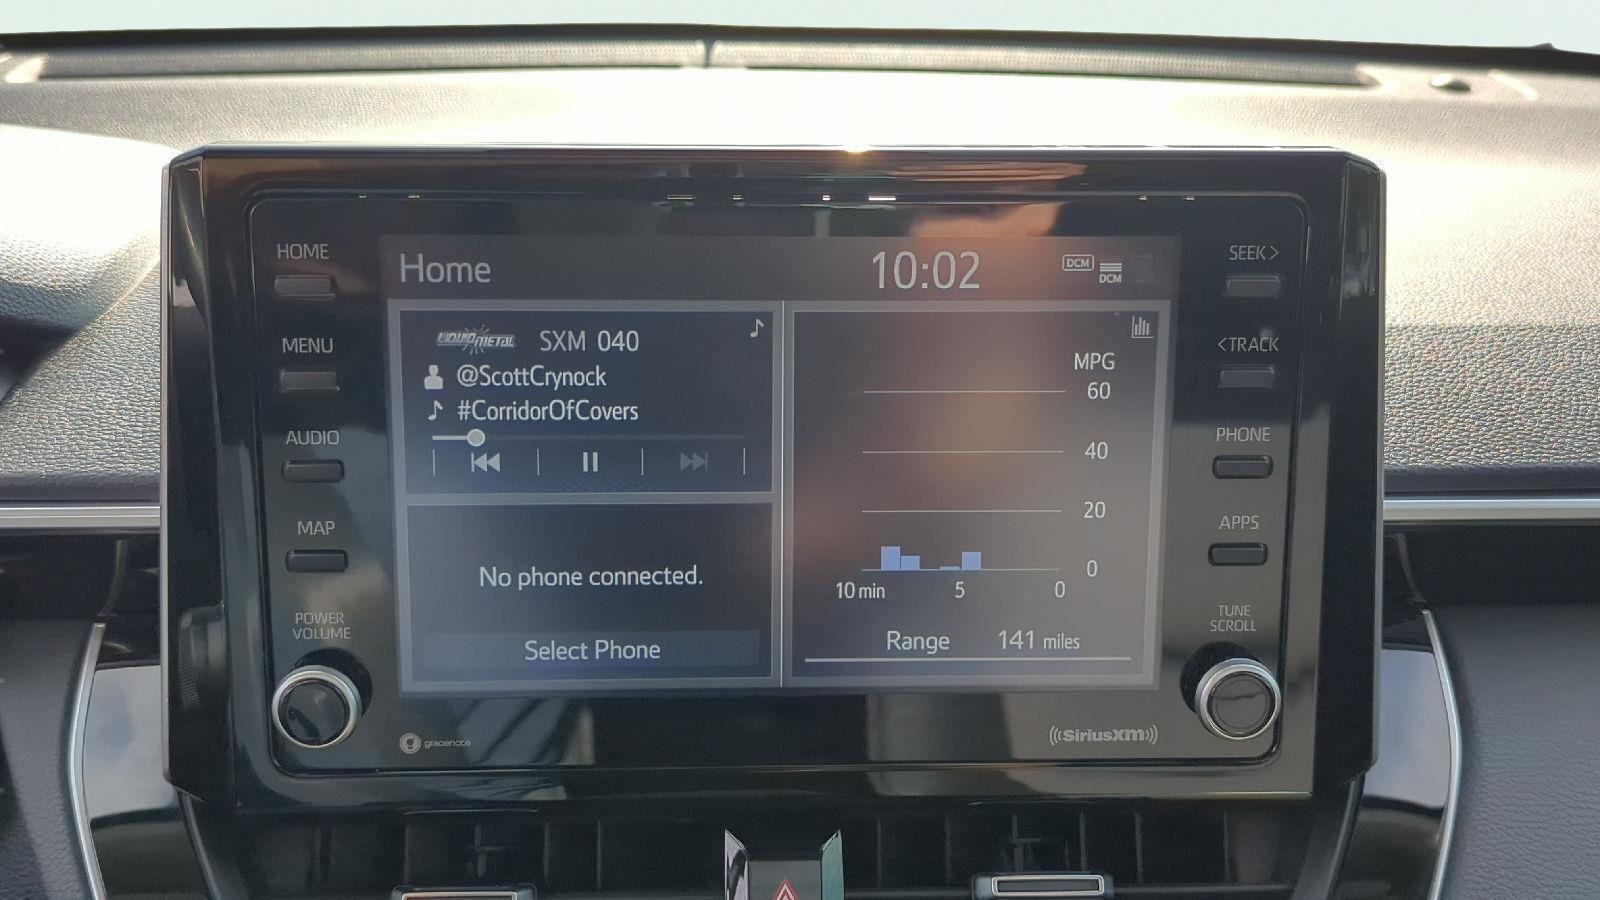 HOME
MENU
AUDIO
MAP
POWER
VOLUME
Home
10:02
DCM
DCM
LIQUID METAL SXM 040
@ScottCrynock
#CorridorOfCovers
No phone connected.
Select Phone
MPG
60
40
20
0
10 min 5 0
Range 141 miles
SEEK>
<TRACK
PHONE
APPS
TUNE
SCROLL
gracenote
((SiriusXM))